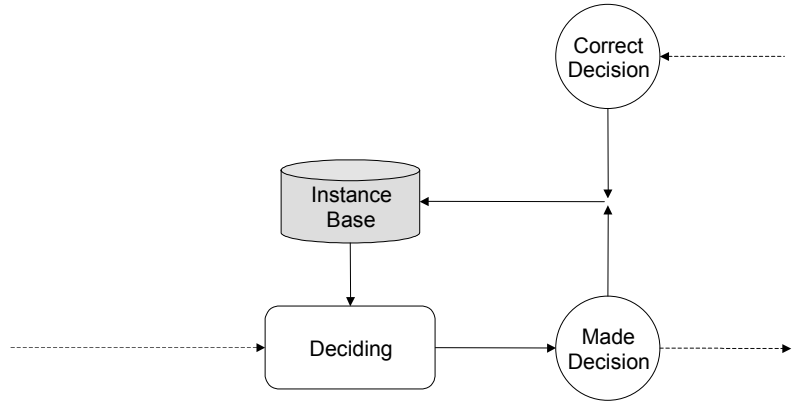 Correct
Decision
Instance
Base
Deciding
Made
Decision